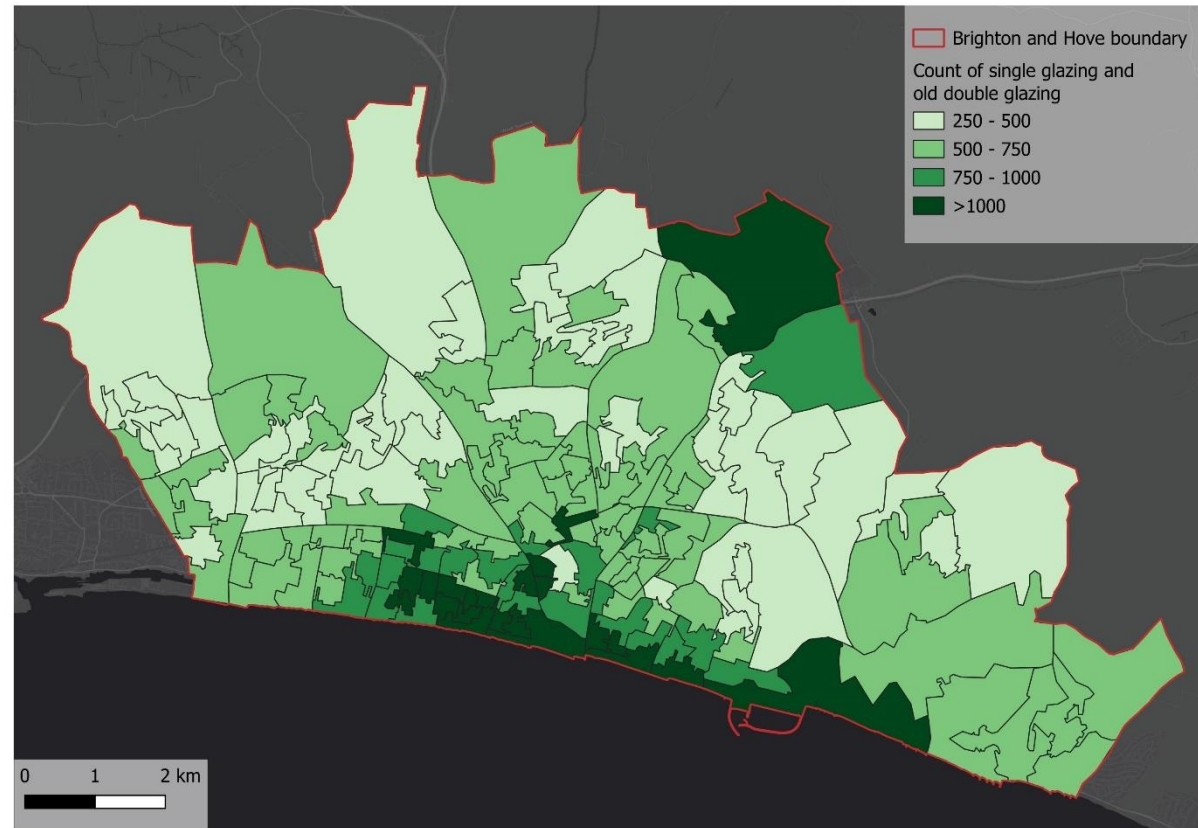 Brighton and Hove boundary
Count of single glazing and
old double glazing
250 - 500
500 - 750
750 - 1000
>1000
0 1 2 km